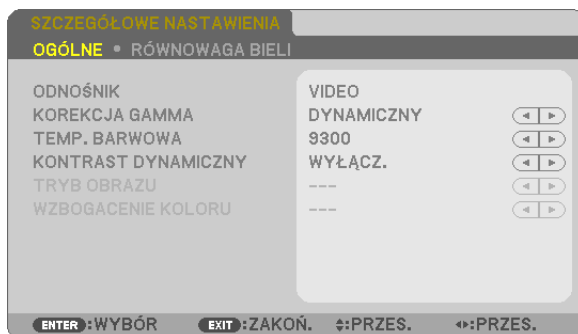 SZCZEGÓŁOWE NASTAWIENIA
OGÓLNE • RÓWNOWAGA BIELI
ODNOŚNIK VIDEO
KOREKCJA GAMMA DYNAMICZNY
TEMP. BARWOWA 9300
KONTRAST DYNAMICZNY WYŁĄCZ.
TRYB OBRAZU ---
WZBOGACENIE KOLORU ---
ENTER :WYBÓR EXIT :ZAKOŃ. :PRZES. :PRZES.